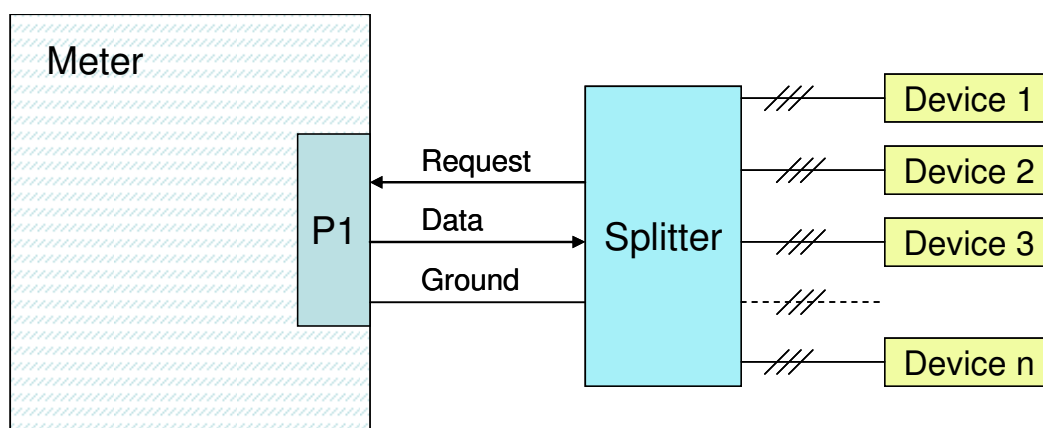 Meter
P1
Request
Data
Ground
Splitter
Device 1
Device 2
Device 3
Device n